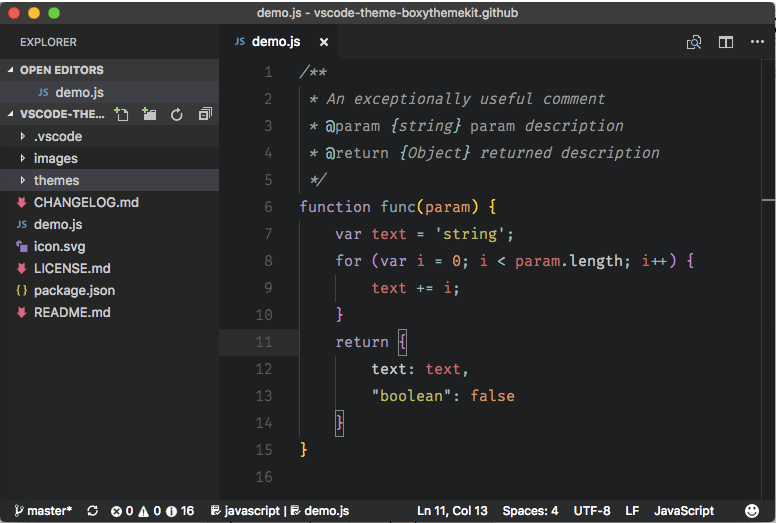 demo.js - vscode-theme-boxythemekit.github
EXPLORER
OPEN EDITORS
JS demo.js
VSCODE-THE...
.vscode
images
themes
CHANGELOG.md
JS demo.js
icon.svg
LICENSE.md
{} package.json
README.md
JS demo.js ×
1 /**
2 * An exceptionally useful comment
3 * @param {string} param description
4 * @return {Object} returned description
5 */
6 function func(param) {
7 var text = 'string';
8 for (var i = 0; i < param.length; i++) {
9 text += i;
10 }
11 return {
12 text: text,
13 "boolean": false
14 }
15 }
16
master* 0 0 16 javascript | demo.js Ln 11, Col 13 Spaces: 4 UTF-8 LF JavaScript